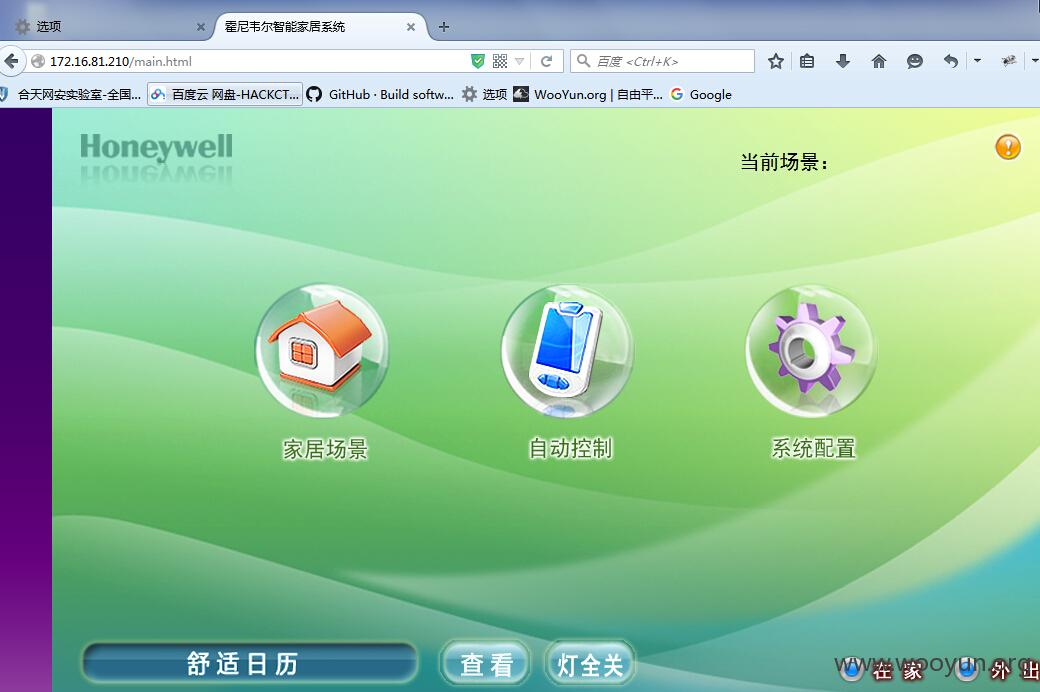 选项
霍尼韦尔智能家居系统
172.16.81.210/main.html
百度 <Ctrl+K>
合天网安实验室-全国...
百度云 网盘-HACKCT...
GitHub · Build softw...
选项
WooYun.org | 自由平...
Google
Honeywell
当前场景：
家居场景
自动控制
系统配置
舒适日历
查看
灯全关
在家
外出
www.wooyun.org